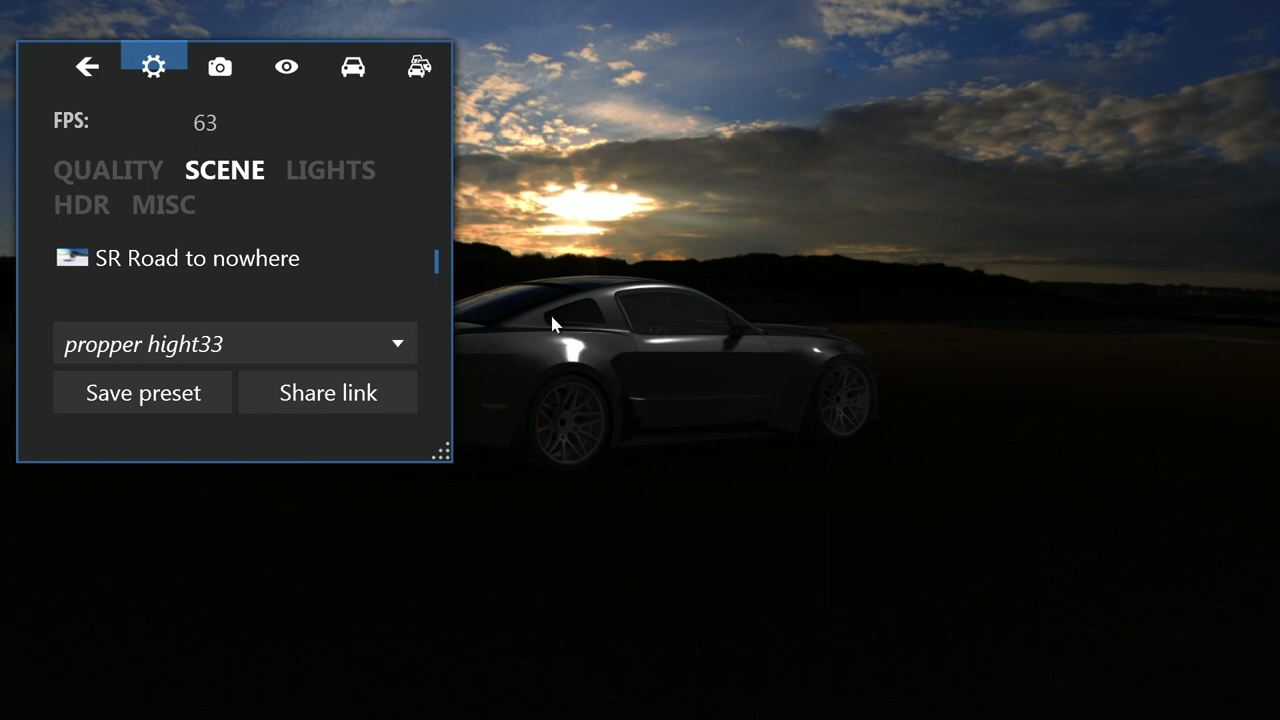 FPS: 63
QUALITY SCENE LIGHTS
HDR MISC
SR Road to nowhere
propper hight33
Save preset Share link